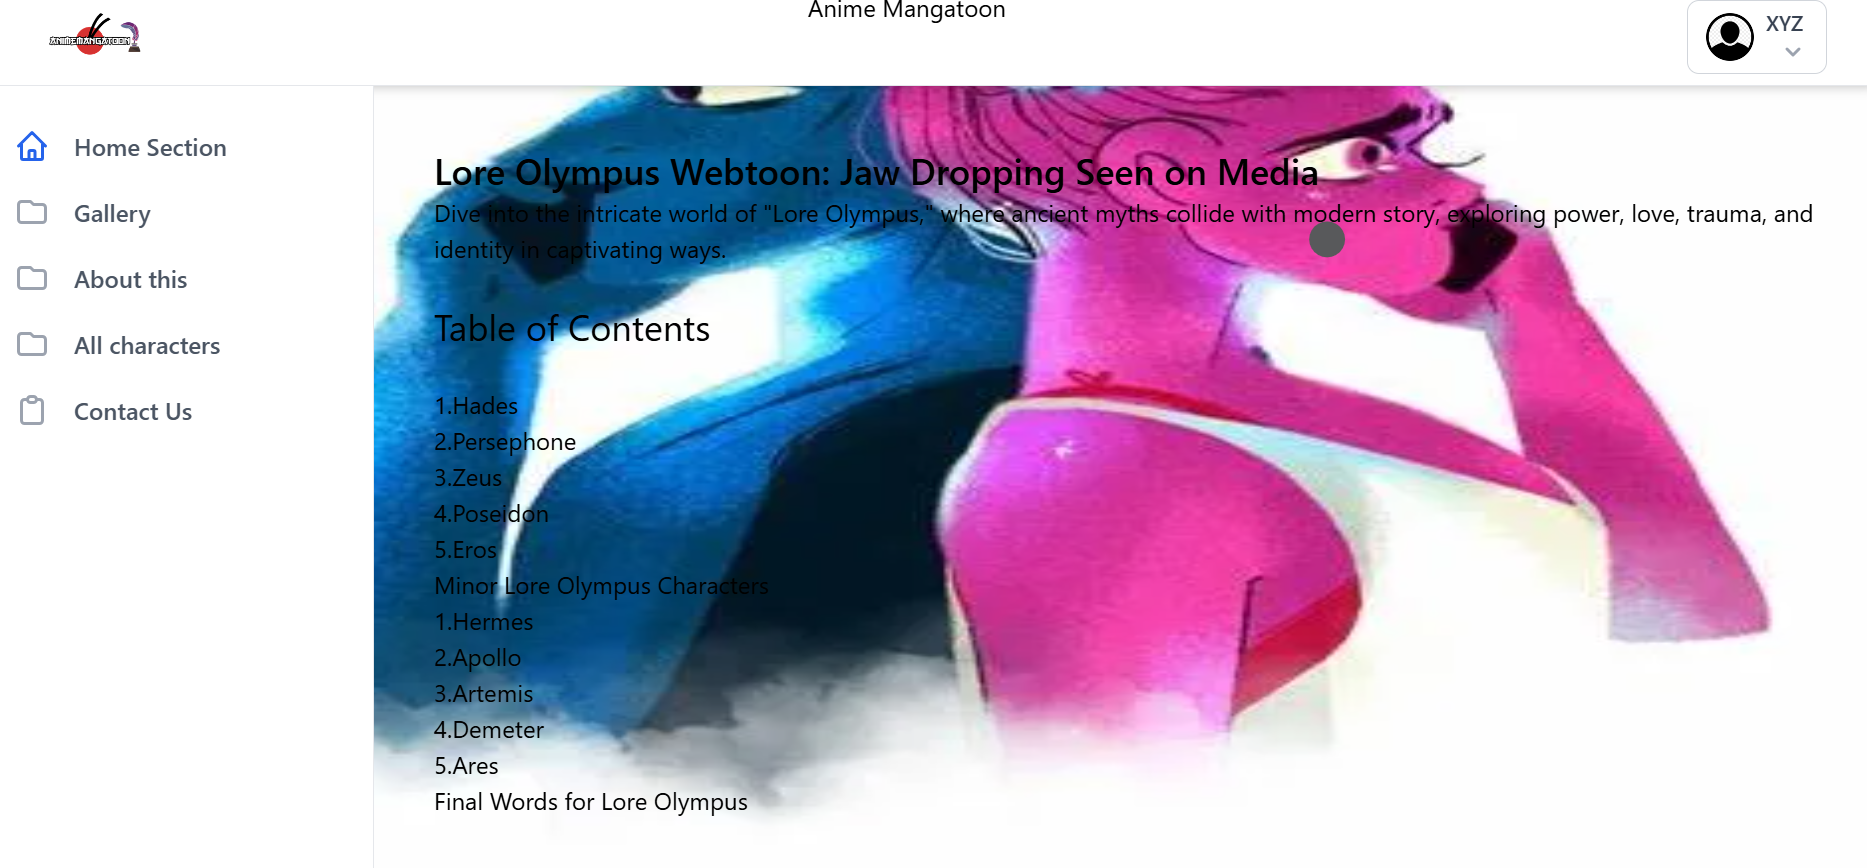 Anime Mangatoon
ANIMEMANGATOON
XYZ
Home Section
Gallery
About this
All characters
Contact Us
Lore Olympus Webtoon: Jaw Dropping Seen on Media
Dive into the intricate world of "Lore Olympus," where ancient myths collide with modern story, exploring power, love, trauma, and
identity in captivating ways.
Table of Contents
1.Hades
2.Persephone
3.Zeus
4.Poseidon
5.Eros
Minor Lore Olympus Characters
1.Hermes
2.Apollo
3.Artemis
4.Demeter
5.Ares
Final Words for Lore Olympus